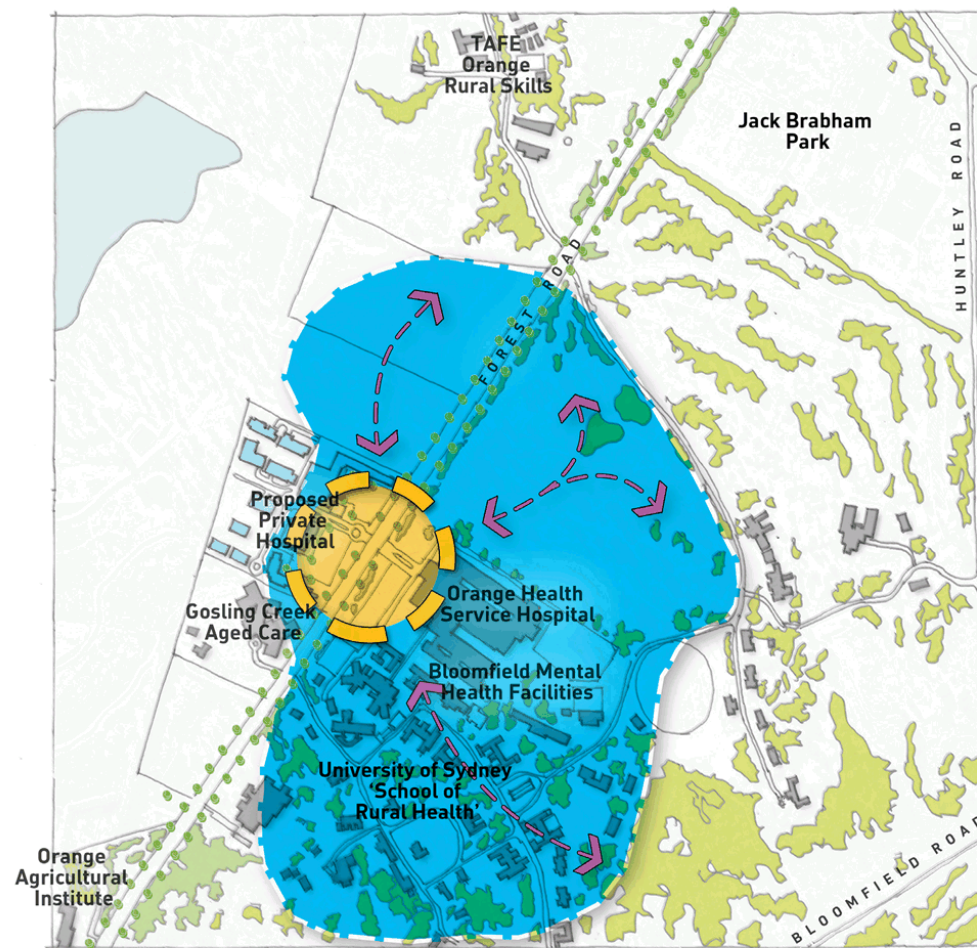 TAFE
Orange
Rural Skills
Jack Brabham
Park
HUNTLEY ROAD
FOREST ROAD
Proposed
Private
Hospital
Gosling Creek
Aged Care
Orange Health
Service Hospital
Bloomfield Mental
Health Facilities
University of Sydney
'School of
Rural Health'
Orange
Agricultural
Institute
BLOOMFIELD ROAD